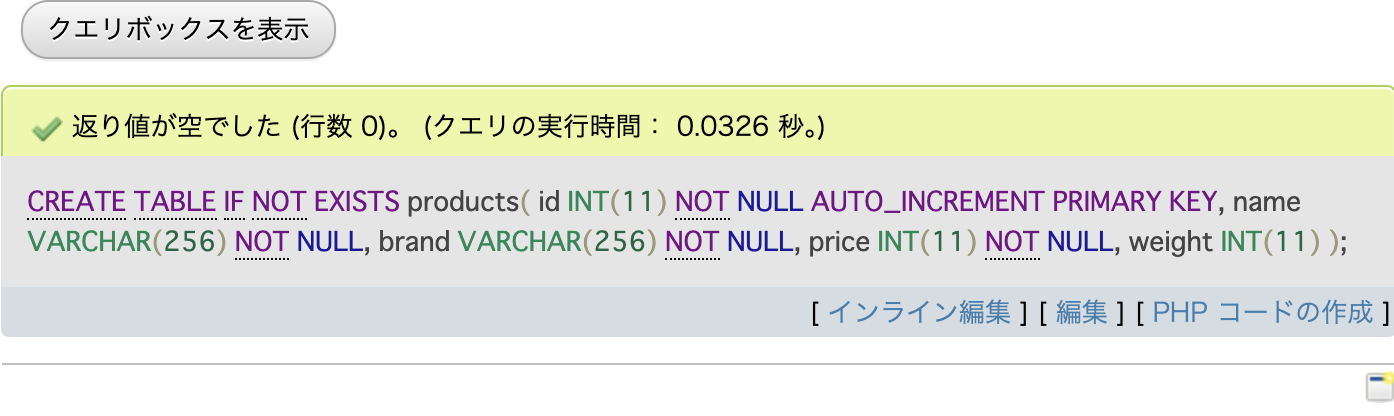 クエリボックスを表示
返り値が空でした (行数 0)。 (クエリの実行時間： 0.0326 秒。)
CREATE TABLE IF NOT EXISTS products( id INT(11) NOT NULL AUTO_INCREMENT PRIMARY KEY, name
VARCHAR(256) NOT NULL, brand VARCHAR(256) NOT NULL, price INT(11) NOT NULL, weight INT(11) );
[ インライン編集 ] [ 編集 ] [ PHP コードの作成 ]